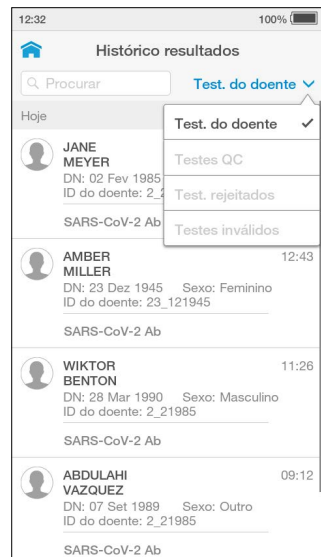 12:32 100%
Histórico resultados
Procurar Test. do doente
Hoje
Test. do doente
Testes QC
Test. rejeitados
Testes inválidos
JANE
MEYER
DN: 02 Fev 1985
ID do doente: 2_2
SARS-CoV-2 Ab
AMBER 12:43
MILLER
DN: 23 Dez 1945 Sexo: Feminino
ID do doente: 23_121945
SARS-CoV-2 Ab
WIKTOR 11:26
BENTON
DN: 28 Mar 1990 Sexo: Masculino
ID do doente: 2_21985
SARS-CoV-2 Ab
ABDULAHI 09:12
VAZQUEZ
DN: 07 Set 1989 Sexo: Outro
ID do doente: 2_21985
SARS-CoV-2 Ab